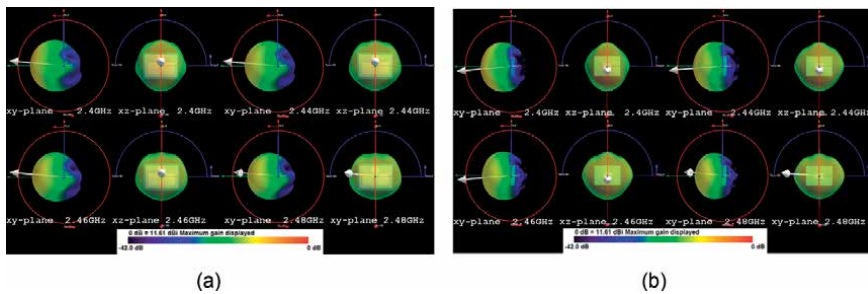 xy-plane 2.4GHz xz-plane 2.4GHz xy-plane 2.44GHz xz-plane 2.44GHz
xy-plane 2.46GHz xz-plane 2.46GHz xy-plane 2.48GHz xz-plane 2.48GHz
0 dB = 11.61 dBi Maximum gain displayed
-42.0 dB 0 dB
(a)
xy-plane 2.4GHz xz-plane 2.4GHz xy-plane 2.44GHz xz-plane 2.44GHz
xy-plane 2.46GHz xz-plane 2.46GHz xy-plane 2.48GHz xz-plane 2.48GHz
0 dB = 11.61 dBi Maximum gain displayed
-42.0 dB 0 dB
(b)